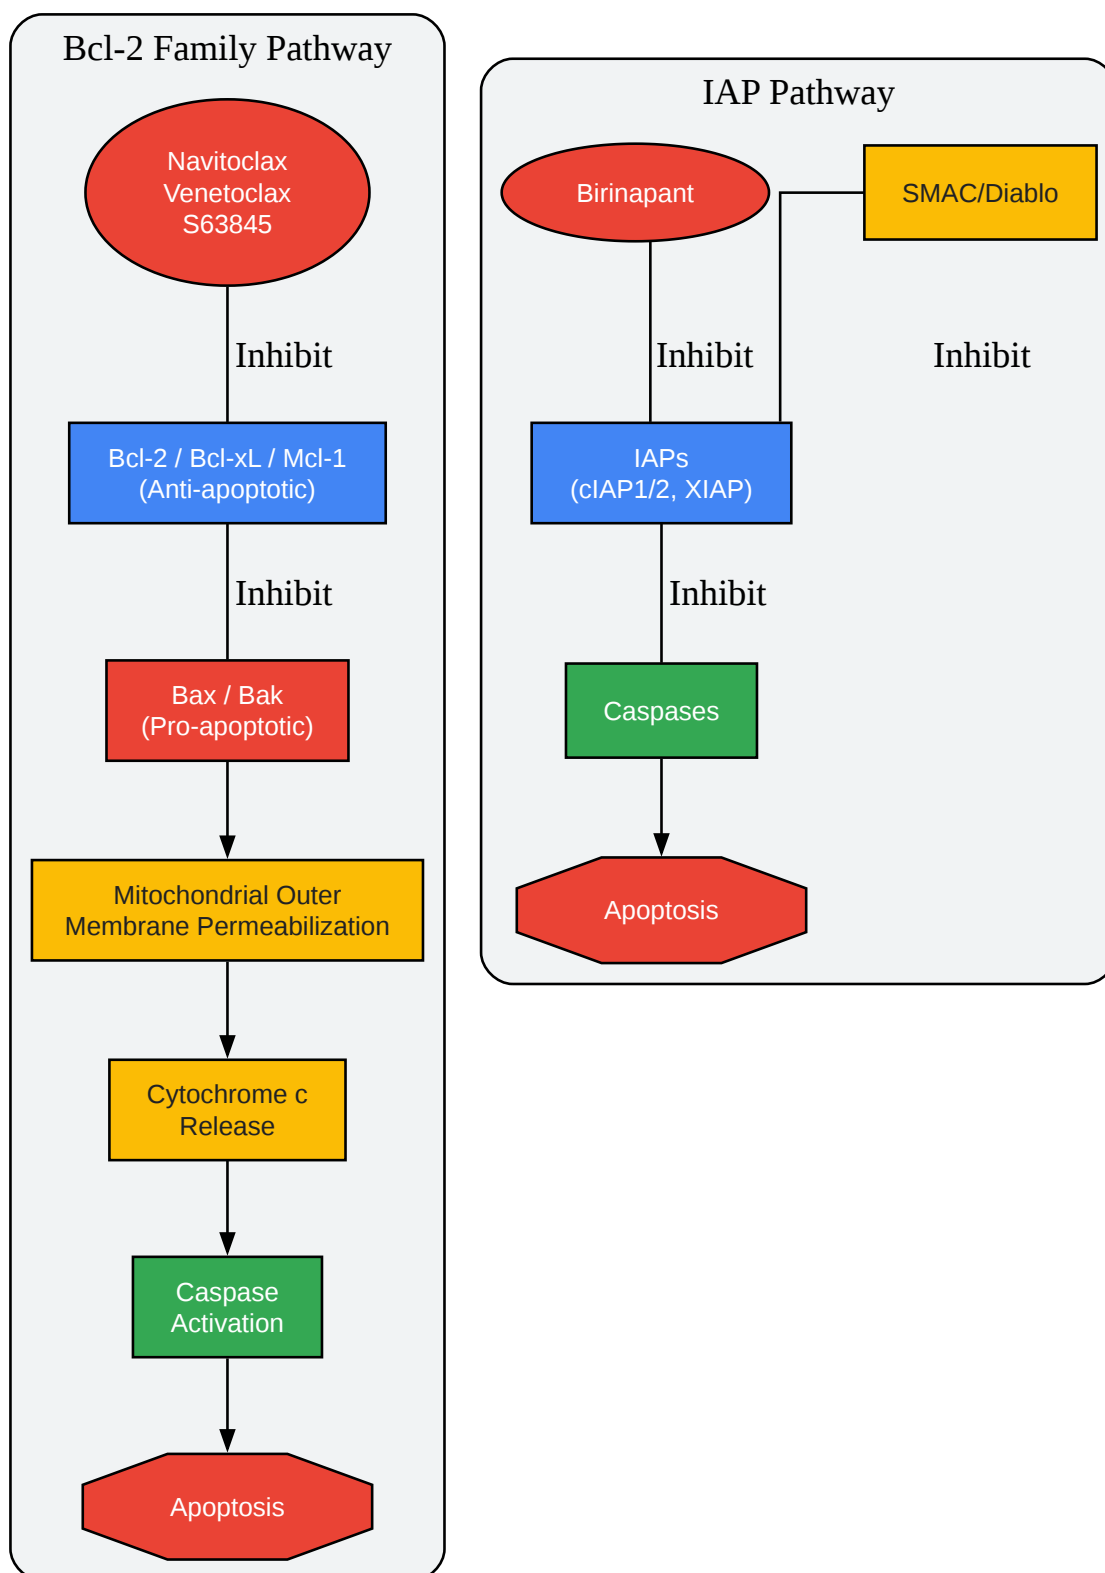 Bcl-2 Family Pathway
Navitoclax
Venetoclax
S63845
Inhibit
Bcl-2 / Bcl-xL / Mcl-1
(Anti-apoptotic)
Inhibit
Bax / Bak
(Pro-apoptotic)
Mitochondrial Outer
Membrane Permeabilization
Cytochrome c
Release
Caspase
Activation
Apoptosis
IAP Pathway
Birinapant
SMAC/Diablo
Inhibit
Inhibit
IAPs
(cIAP1/2, XIAP)
Inhibit
Caspases
Apoptosis